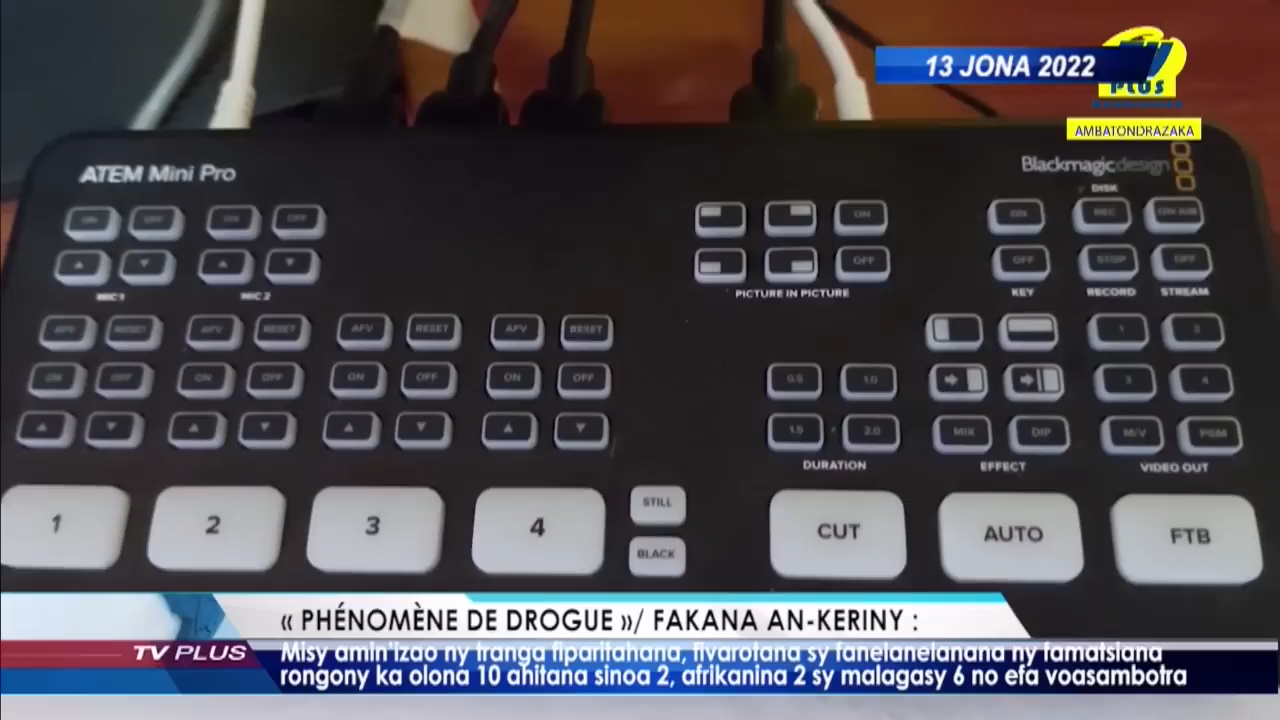 13 JONA 2022
TV
PLUS
AMBATONDRAZAKA
ATEM Mini Pro
Blackmagicdesign
DISK
ON OFF ON OFF
ON
ON REC ON AIR
OFF
OFF STOP OFF
MIC 1 MIC 2
PICTURE IN PICTURE
KEY RECORD STREAM
AFV RESET AFV RESET AFV RESET AFV RESET
1 2
ON OFF ON OFF ON OFF ON OFF
0.5 1.0
3 4
1.5 2.0
MIX DIP
M/V PGM
DURATION EFFECT VIDEO OUT
1 2 3 4
STILL
BLACK
CUT AUTO FTB
« PHÉNOMÈNE DE DROGUE »/ FAKANA AN-KERINY :
TV PLUS
Misy amin'izao ny tranga fiparitahana, fivarotana sy fanelanelanana ny famatsiana
rongony ka olona 10 ahitana sinoa 2, afrikanina 2 sy malagasy 6 no efa voasambotra